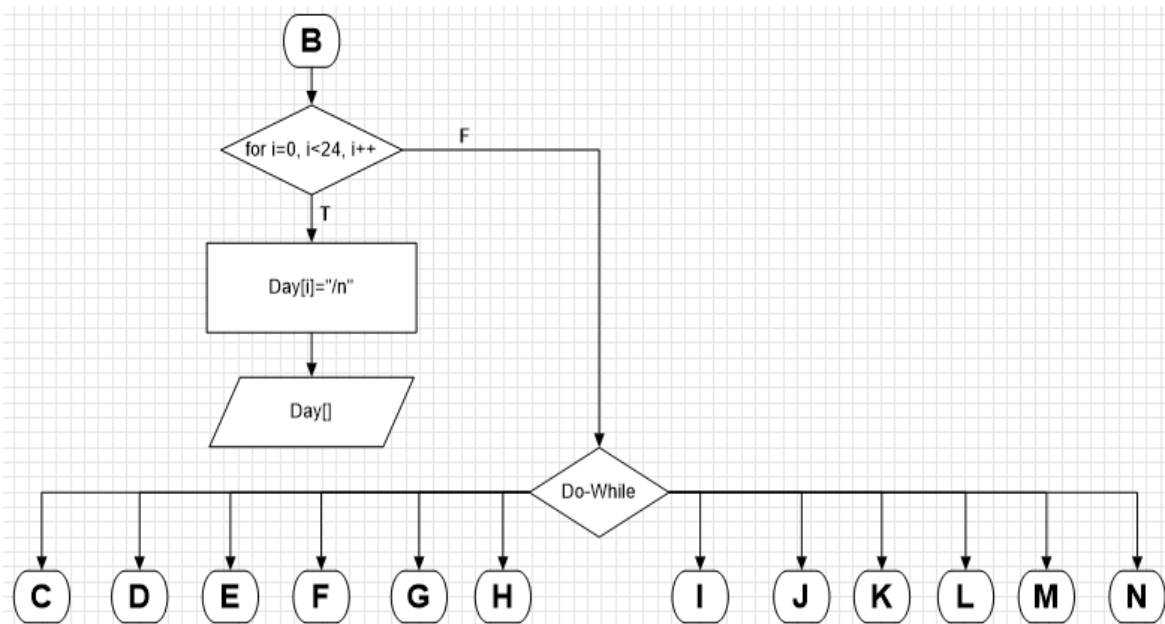 B
for i=0, i<24, i++
F
T
Day[i]="/n"
Day[]
Do-While
C
D
E
F
G
H
I
J
K
L
M
N